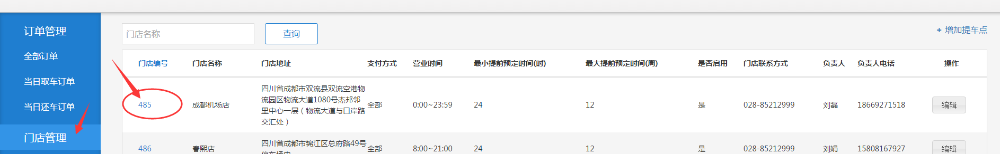 订单管理
全部订单
当日取车订单
当日还车订单
门店管理
门店名称
查询
+ 增加提车点
门店编号 门店名称 门店地址 支付方式 营业时间 最小提前预定时间(时) 最大提前预定时间(周) 是否启用 门店联系方式 负责人 负责人电话 操作
四川省成都市双流县双流空港物
流园区物流大道1080号杰邦邻
里中心一层（物流大道与口岸路
交汇处）
485 成都机场店 全部 0:00~23:59 24 12 是 028-85212999 刘磊 18669271518 编辑
四川省成都市锦江区总府路49号
486 春熙店 全部 8:00~21:00 24 12 是 028-85212999 刘娟 15808167927 编辑